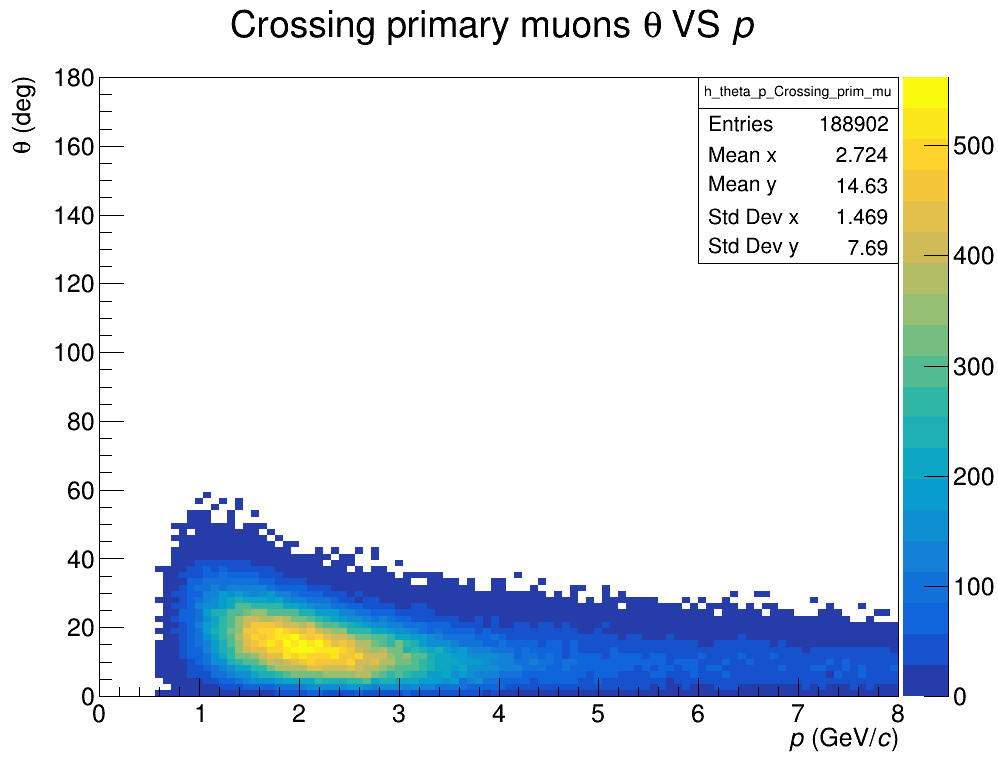 Crossing primary muons θ VS p
θ (deg)
180
160
140
120
100
80
60
40
20
0
h_theta_p_Crossing_prim_mu
Entries 188902
Mean x 2.724
Mean y 14.63
Std Dev x 1.469
Std Dev y 7.69
500
400
300
200
100
0
0 1 2 3 4 5 6 7 8
p (GeV/c)